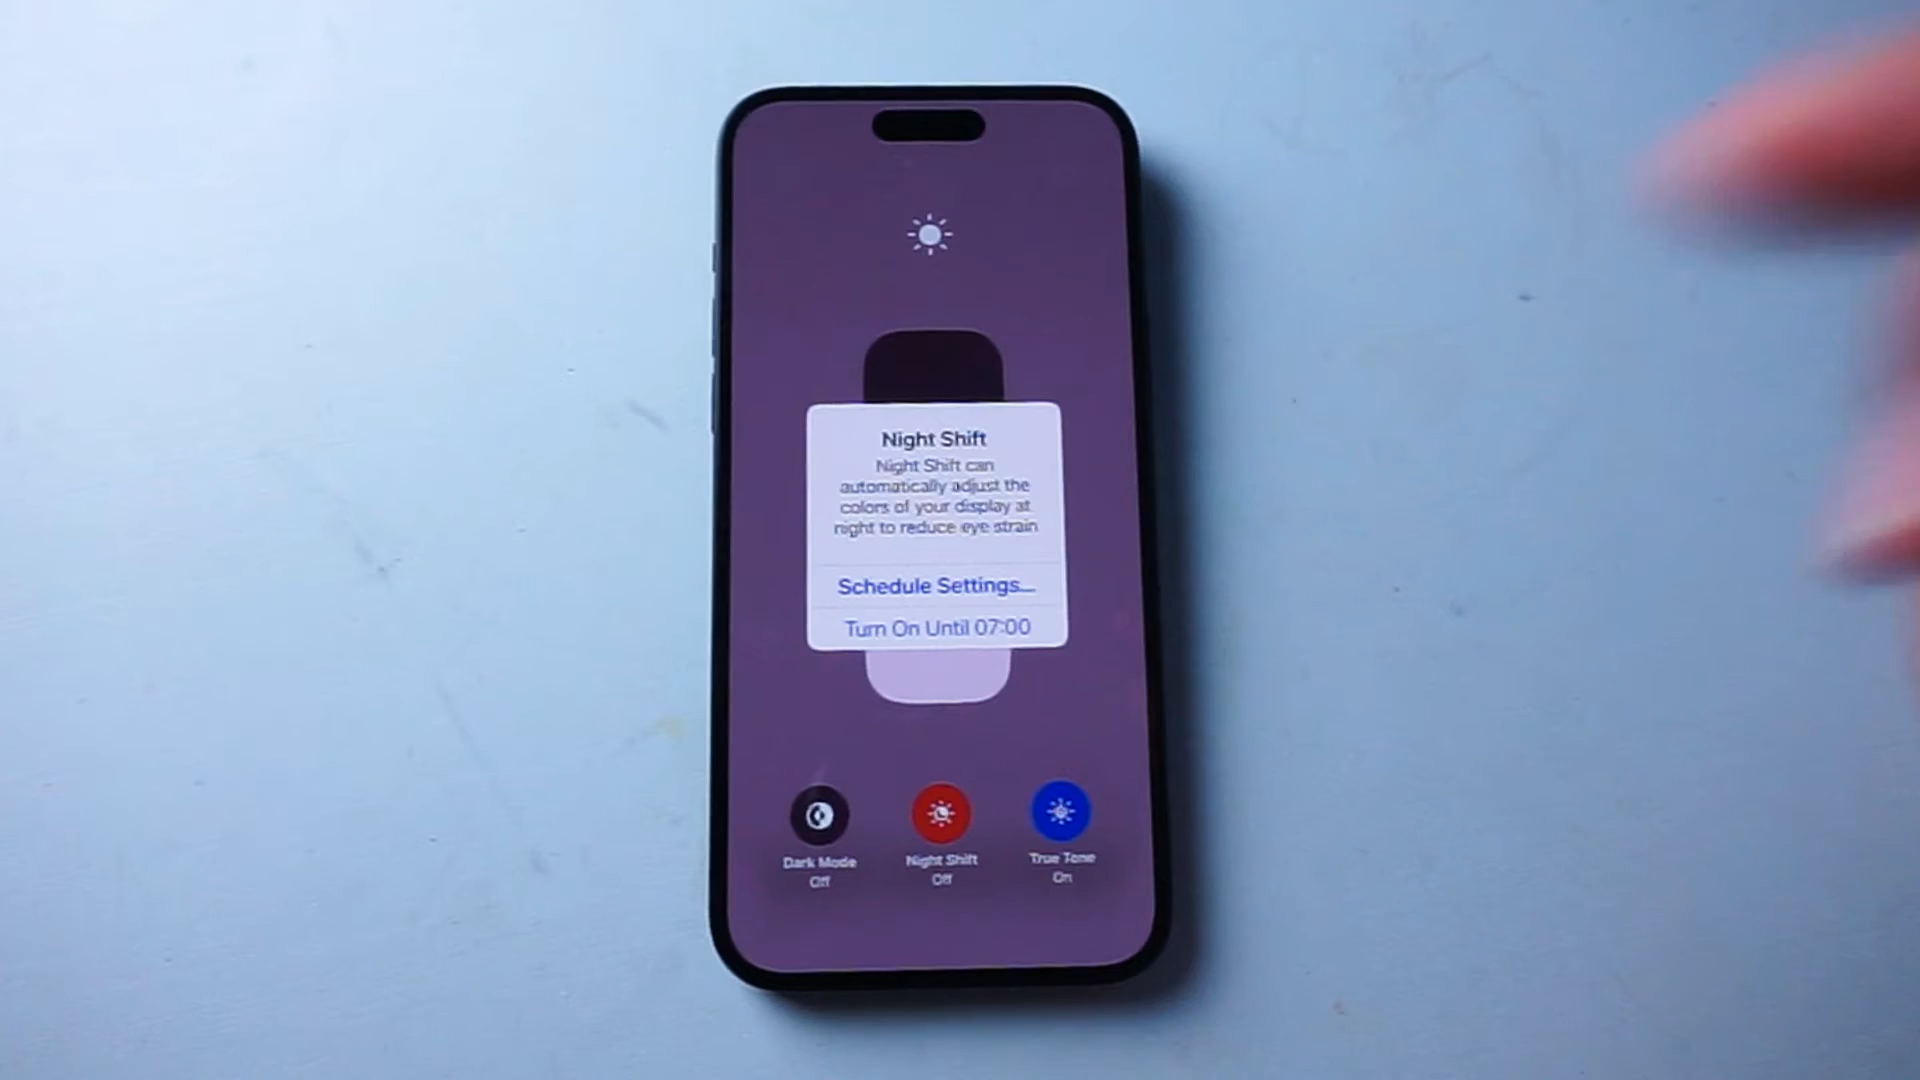 Night Shift
Night Shift can
automatically adjust the
colors of your display at
night to reduce eye strain
Schedule Settings...
Turn On Until 07:00
Dark Mode
Off
Night Shift
Off
True Tone
On